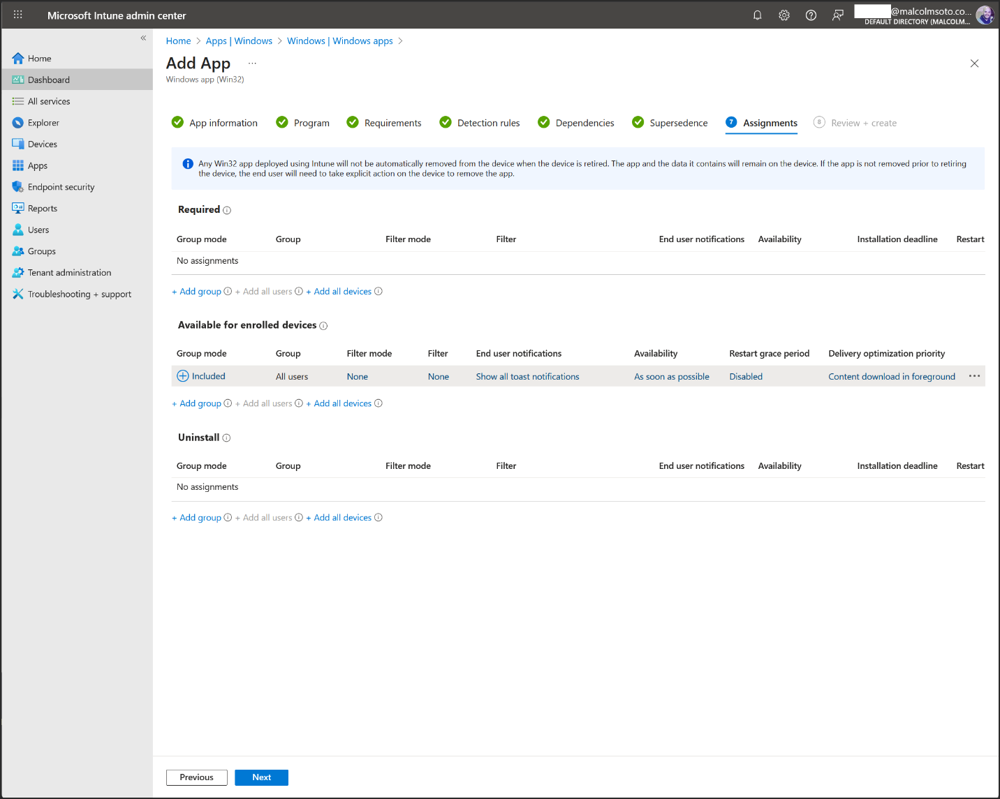 Microsoft Intune admin center
@malcolmsoto.co...
DEFAULT DIRECTORY (MALCOLM...
«
Home
Dashboard
All services
Explorer
Devices
Apps
Endpoint security
Reports
Users
Groups
Tenant administration
Troubleshooting + support
Home > Apps | Windows > Windows | Windows apps >
Add App ...
Windows app (Win32)
App information Program Requirements Detection rules Dependencies Supersedence 7 Assignments 8 Review + create
Any Win32 app deployed using Intune will not be automatically removed from the device when the device is retired. The app and the data it contains will remain on the device. If the app is not removed prior to retiring
the device, the end user will need to take explicit action on the device to remove the app.
Required
Group mode Group Filter mode Filter End user notifications Availability Installation deadline Restart
No assignments
+ Add group + Add all users + Add all devices
Available for enrolled devices
Group mode Group Filter mode Filter End user notifications Availability Restart grace period Delivery optimization priority
Included All users None None Show all toast notifications As soon as possible Disabled Content download in foreground ...
+ Add group + Add all users + Add all devices
Uninstall
Group mode Group Filter mode Filter End user notifications Availability Installation deadline Restart
No assignments
+ Add group + Add all users + Add all devices
Previous Next